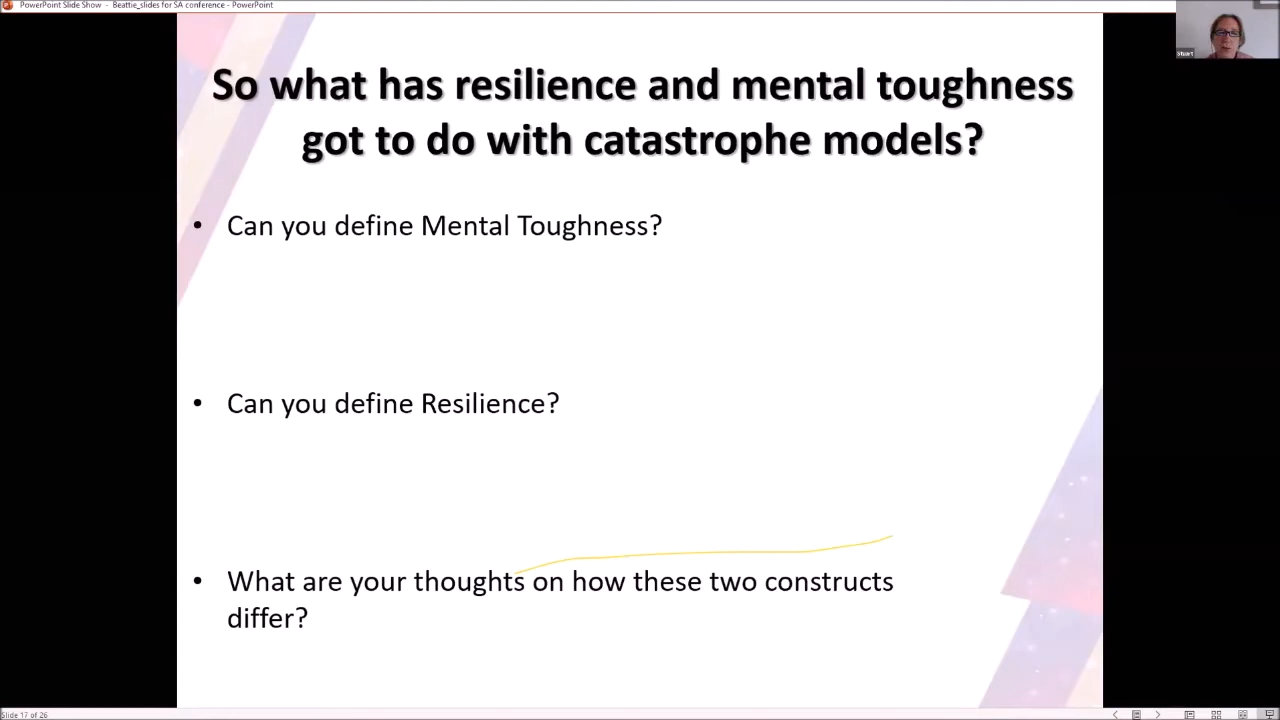 PowerPoint Slide Show - Beattie_slides for SA conference - PowerPoint
Stuart
So what has resilience and mental toughness
got to do with catastrophe models?
• Can you define Mental Toughness?
• Can you define Resilience?
• What are your thoughts on how these two constructs
differ?
Slide 17 of 26